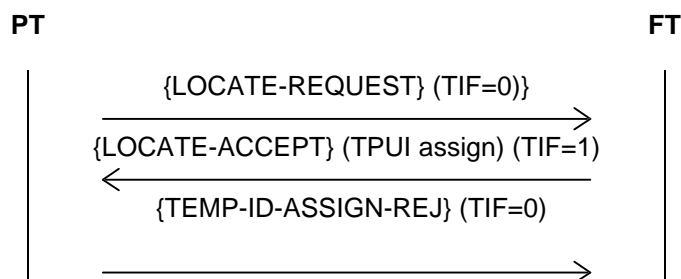 PT FT
{LOCATE-REQUEST} (TIF=0)}
{LOCATE-ACCEPT} (TPUI assign) (TIF=1)
{TEMP-ID-ASSIGN-REJ} (TIF=0)